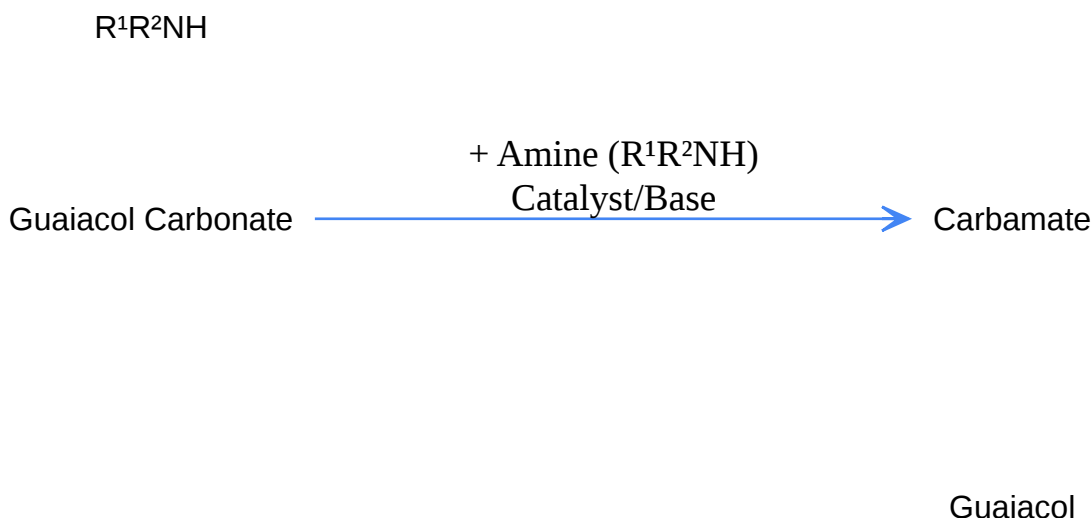 R¹R²NH
+ Amine (R¹R²NH)
Catalyst/Base
Guaiacol Carbonate
Carbamate
Guaiacol